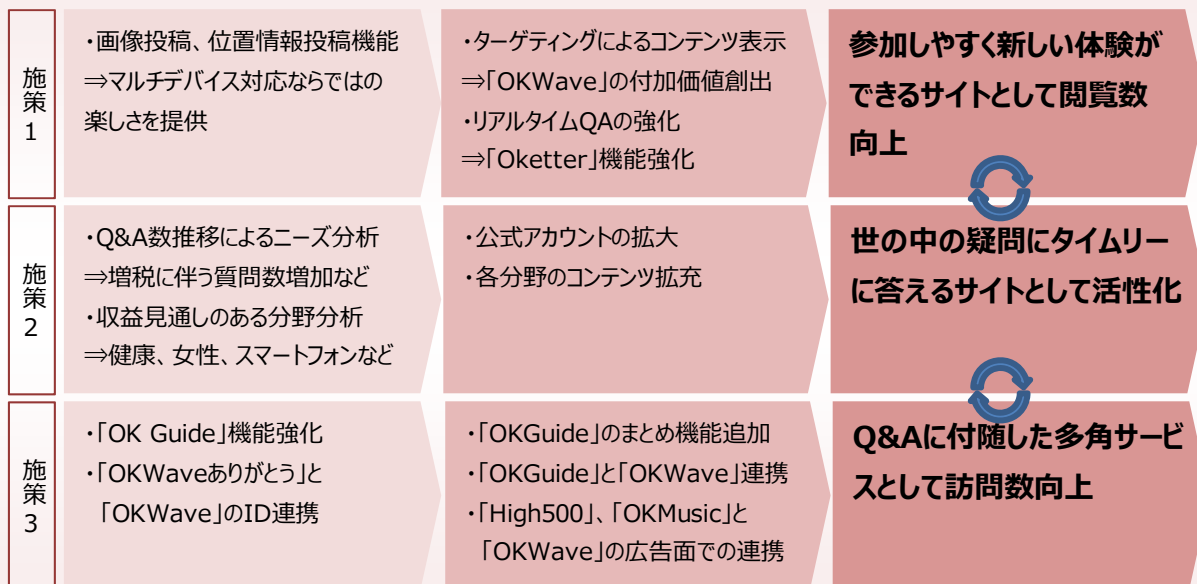 施策1
・画像投稿、位置情報投稿機能
⇒マルチデバイス対応ならではの
楽しさを提供
・ターゲティングによるコンテンツ表示
⇒「OKWave」の付加価値創出
・リアルタイムQAの強化
⇒「Oketter」機能強化
参加しやすく新しい体験が
できるサイトとして閲覧数
向上
施策2
・Q&A数推移によるニーズ分析
⇒増税に伴う質問数増加など
・収益見通しのある分野分析
⇒健康、女性、スマートフォンなど
・公式アカウントの拡大
・各分野のコンテンツ拡充
世の中の疑問にタイムリー
に答えるサイトとして活性化
施策3
・「OK Guide」機能強化
・「OKWaveありがとう」と
「OKWave」のID連携
・「OKGuide」のまとめ機能追加
・「OKGuide」と「OKWave」連携
・「High500」、「OKMusic」と
「OKWave」の広告面での連携
Q&Aに付随した多角サービ
スとして訪問数向上